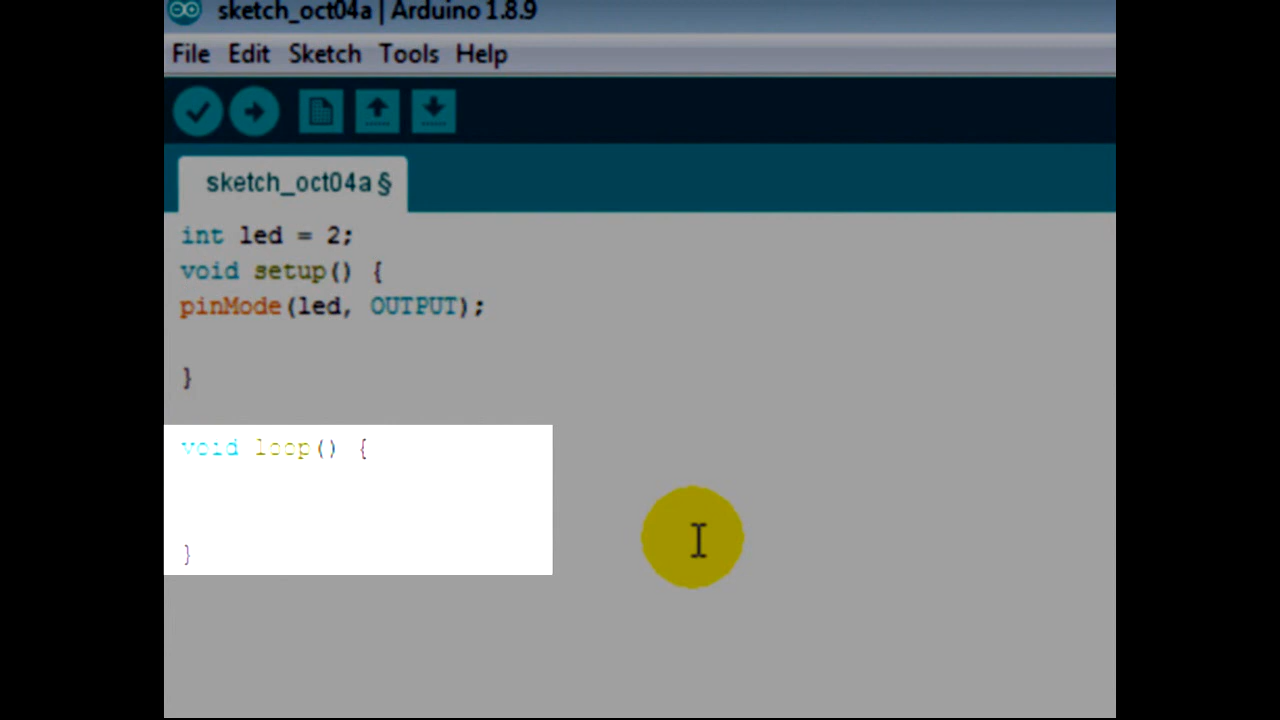 sketch_oct04a | Arduino 1.8.9
File Edit Sketch Tools Help
sketch_oct04a §
int led = 2;
void setup() {
pinMode(led, OUTPUT);
}
void loop() {
}